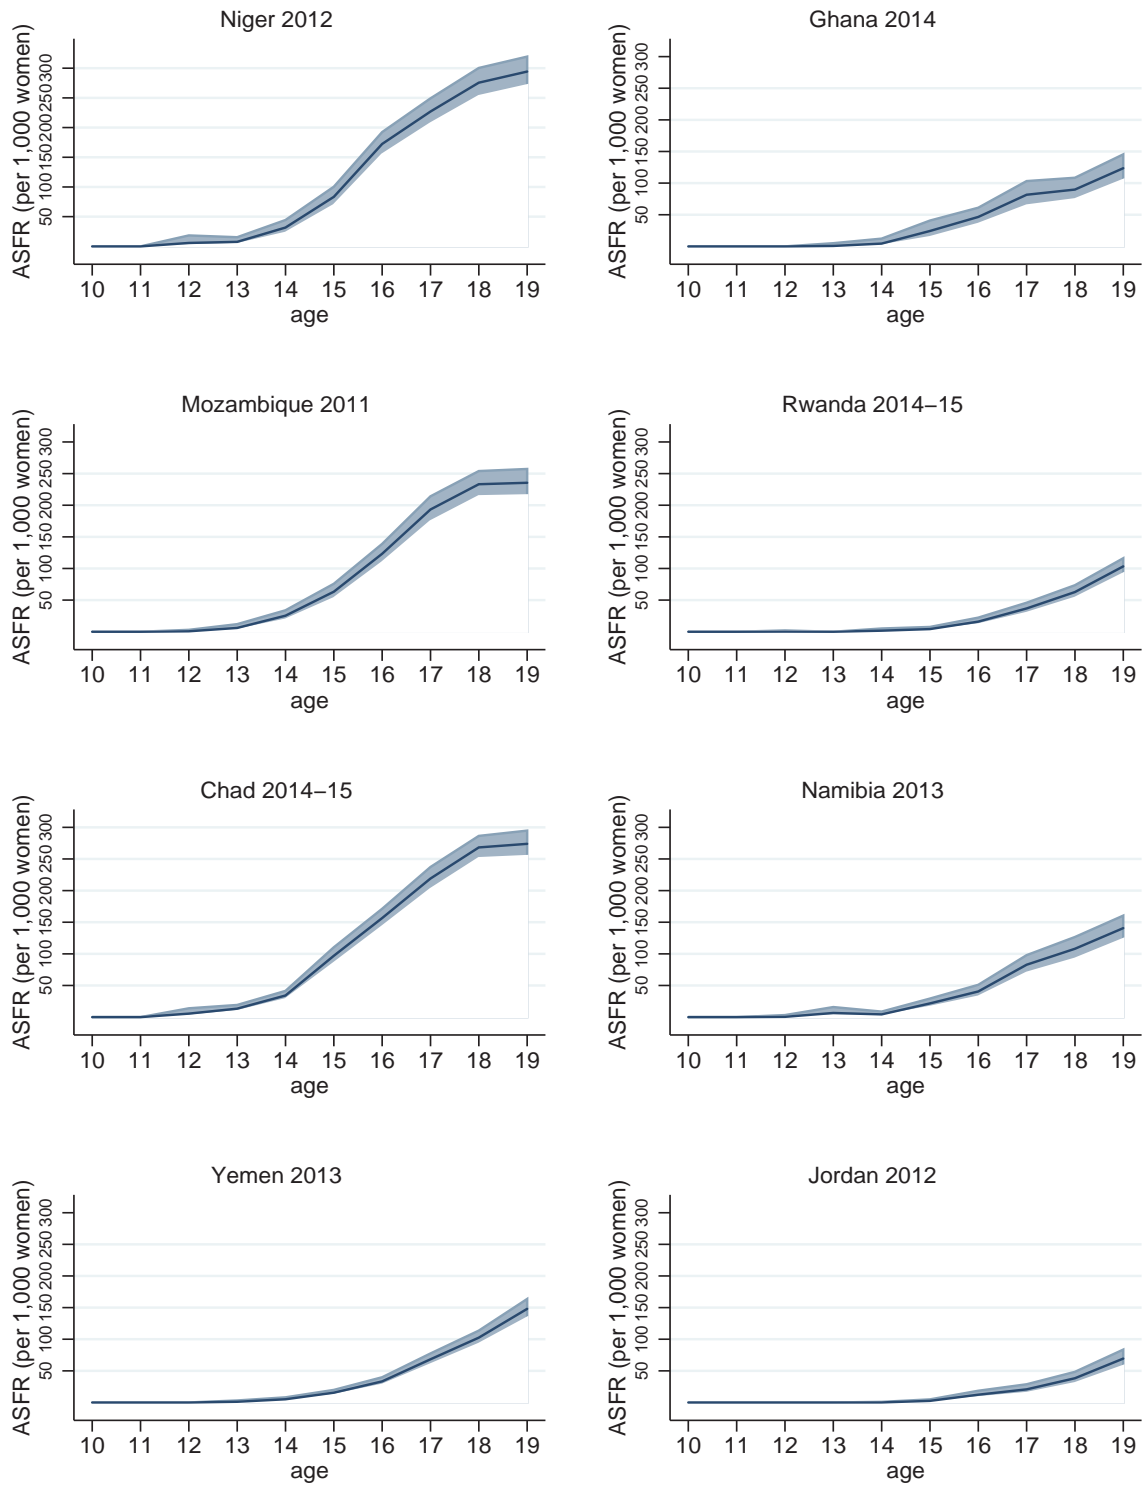 Niger 2012
ASFR (per 1,000 women)
50 100 150 200 250 300
10 11 12 13 14 15 16 17 18 19
age
Ghana 2014
ASFR (per 1,000 women)
50 100 150 200 250 300
10 11 12 13 14 15 16 17 18 19
age
Mozambique 2011
ASFR (per 1,000 women)
50 100 150 200 250 300
10 11 12 13 14 15 16 17 18 19
age
Rwanda 2014–15
ASFR (per 1,000 women)
50 100 150 200 250 300
10 11 12 13 14 15 16 17 18 19
age
Chad 2014–15
ASFR (per 1,000 women)
50 100 150 200 250 300
10 11 12 13 14 15 16 17 18 19
age
Namibia 2013
ASFR (per 1,000 women)
50 100 150 200 250 300
10 11 12 13 14 15 16 17 18 19
age
Yemen 2013
ASFR (per 1,000 women)
50 100 150 200 250 300
10 11 12 13 14 15 16 17 18 19
age
Jordan 2012
ASFR (per 1,000 women)
50 100 150 200 250 300
10 11 12 13 14 15 16 17 18 19
age